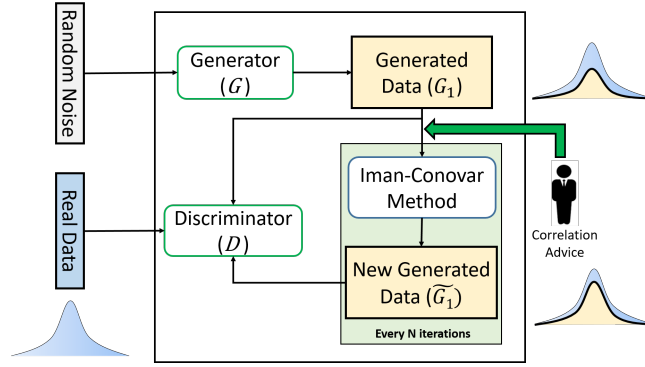 Random Noise
Generator
(G)
Generated
Data (G₁)
Iman-Conovar
Method
Real Data
Discriminator
(D)
Correlation
Advice
New Generated
Data (G̃₁)
Every N iterations